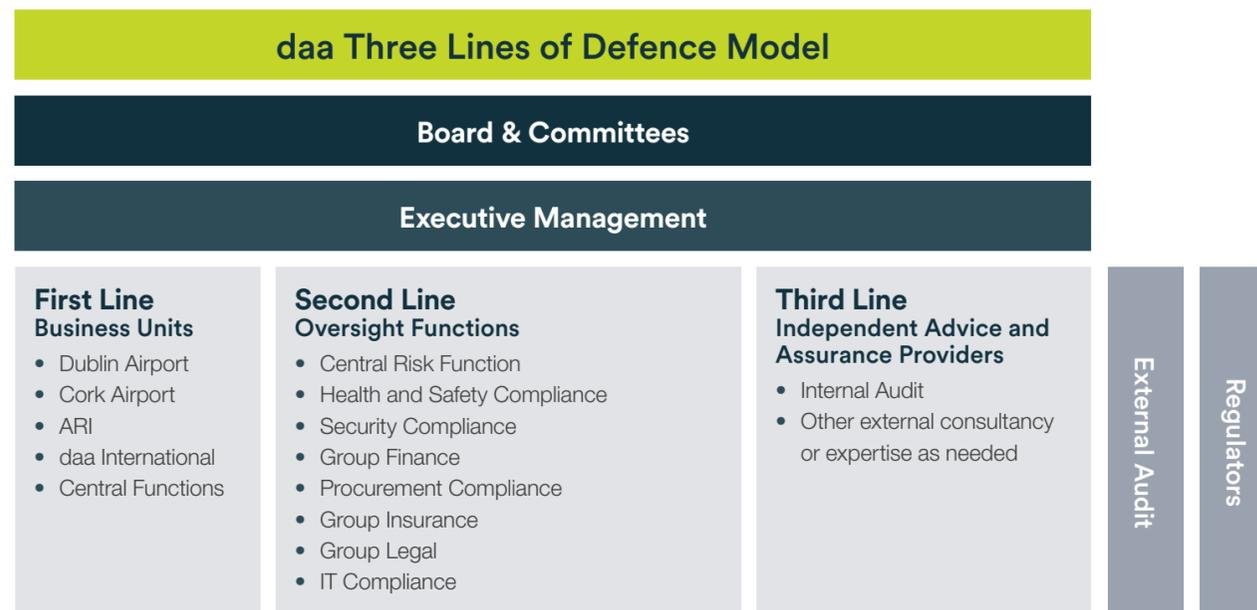 daa Three Lines of Defence Model
Board & Committees
Executive Management
First Line
Business Units
• Dublin Airport
• Cork Airport
• ARI
• daa International
• Central Functions
Second Line
Oversight Functions
• Central Risk Function
• Health and Safety Compliance
• Security Compliance
• Group Finance
• Procurement Compliance
• Group Insurance
• Group Legal
• IT Compliance
Third Line
Independent Advice and
Assurance Providers
• Internal Audit
• Other external consultancy
or expertise as needed
External Audit
Regulators